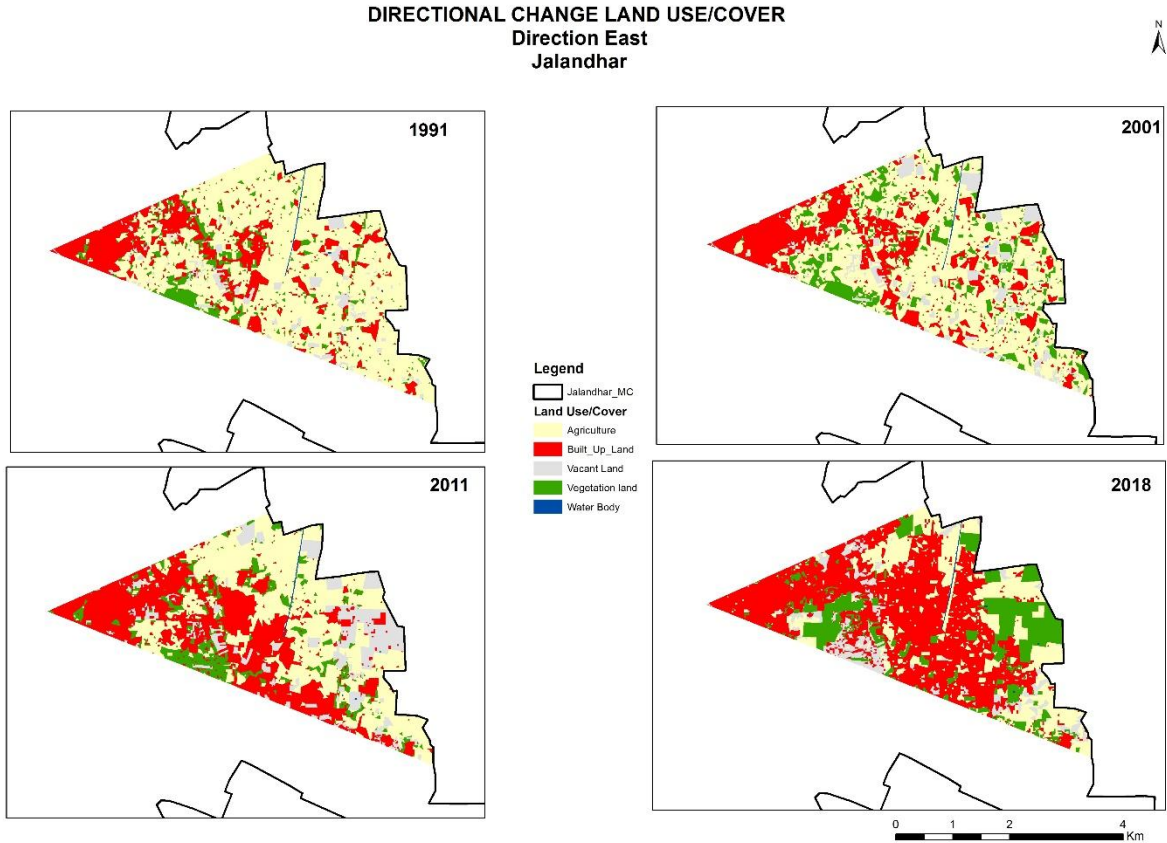 DIRECTIONAL CHANGE LAND USE/COVER
Direction East
Jalandhar
N
1991
2001
Legend
Jalandhar_MC
Land Use/Cover
Agriculture
Built_Up_Land
Vacant Land
Vegetation land
Water Body
2011
2018
0 1 2 4
Km